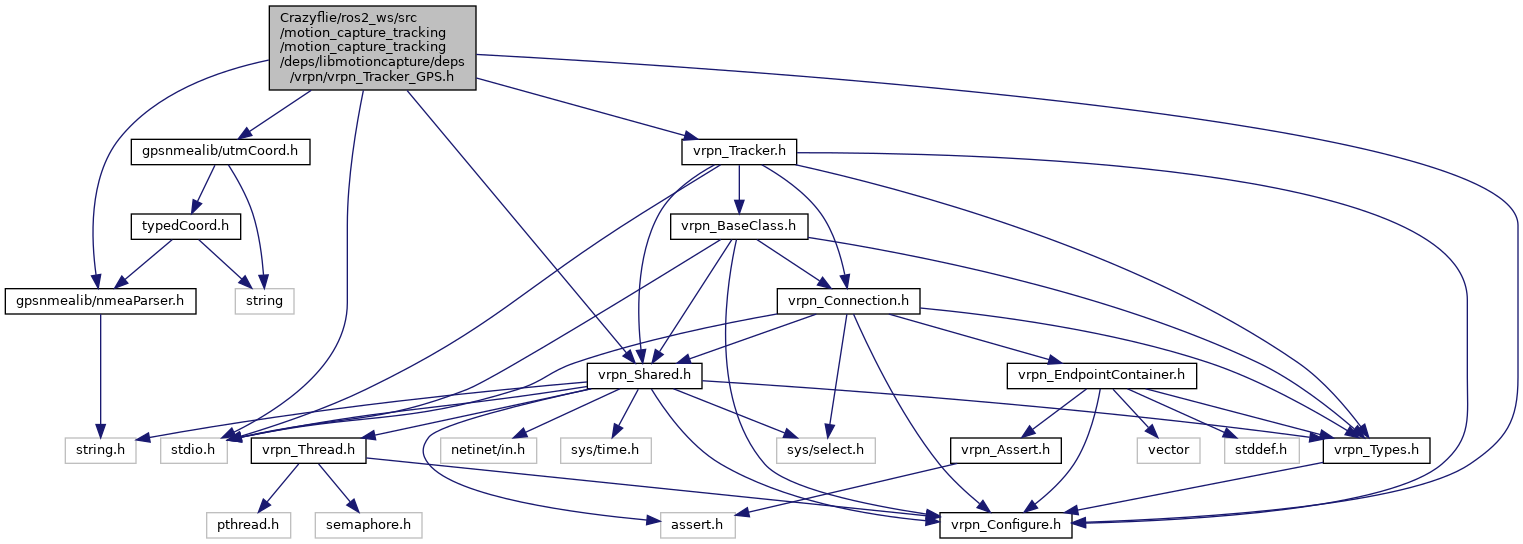 Crazyflie/ros2_ws/src
/motion_capture_tracking
/motion_capture_tracking
/deps/libmotioncapture/deps
/vrpn/vrpn_Tracker_GPS.h
gpsnmealib/utmCoord.h
vrpn_Tracker.h
typedCoord.h
vrpn_BaseClass.h
gpsnmealib/nmeaParser.h
string
vrpn_Connection.h
vrpn_Shared.h
vrpn_EndpointContainer.h
string.h
stdio.h
vrpn_Thread.h
netinet/in.h
sys/time.h
sys/select.h
vrpn_Assert.h
vector
stddef.h
vrpn_Types.h
pthread.h
semaphore.h
assert.h
vrpn_Configure.h